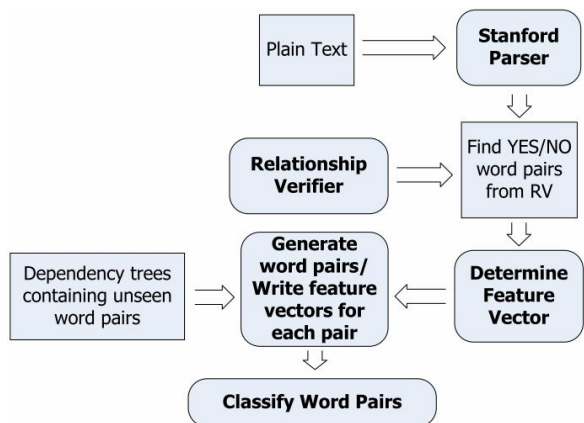 Plain Text
Stanford
Parser
Relationship
Verifier
Find YES/NO
word pairs
from RV
Dependency trees
containing unseen
word pairs
Generate
word pairs/
Write feature
vectors for
each pair
Determine
Feature
Vector
Classify Word Pairs